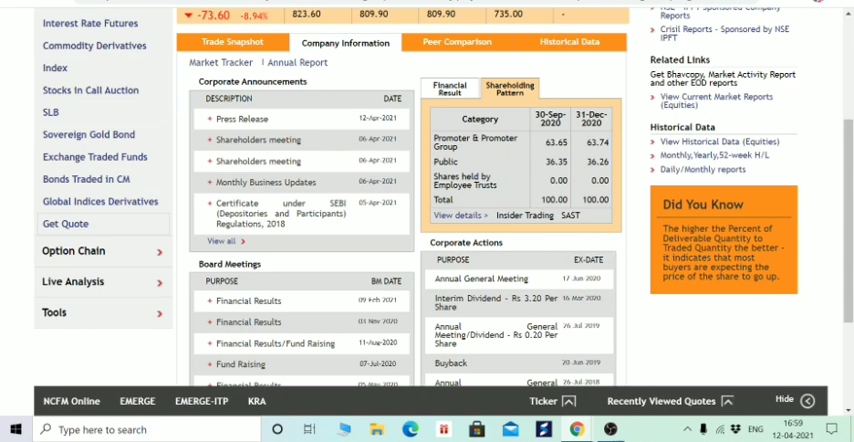 -73.60 -8.94% 823.60 809.90 809.90 735.00 -
Interest Rate Futures
Commodity Derivatives
Index
Stocks in Call Auction
SLB
Sovereign Gold Bond
Exchange Traded Funds
Bonds Traded in CM
Global Indices Derivatives
Get Quote
Option Chain
Live Analysis
Tools
Trade Snapshot
Company Information
Peer Comparison
Historical Data
Market Tracker | Annual Report
Corporate Announcements
DESCRIPTION DATE
+ Press Release 12-Apr-2021
+ Shareholders meeting 06-Apr-2021
+ Shareholders meeting 06-Apr-2021
+ Monthly Business Updates 06-Apr-2021
+ Certificate under SEBI 05-Apr-2021
(Depositories and Participants)
Regulations, 2018
View all >
Board Meetings
PURPOSE BM DATE
+ Financial Results 09-Feb-2021
+ Financial Results 03-Nov-2020
+ Financial Results/Fund Raising 11-Aug-2020
+ Fund Raising 07-Jul-2020
+ Financial Results 05-May-2020
Financial
Result
Shareholding
Pattern
Category 30-Sep-2020 31-Dec-2020
Promoter & Promoter
Group 63.65 63.74
Public 36.35 36.26
Shares held by
Employee Trusts 0.00 0.00
Total 100.00 100.00
View details > Insider Trading SAST
Corporate Actions
PURPOSE EX-DATE
Annual General Meeting 17-Jun-2020
Interim Dividend - Rs 3.20 Per 16-Mar-2020
Share
Annual General 26-Jul-2019
Meeting/Dividend - Rs 0.20 Per
Share
Buyback 20-Jun-2019
Annual General 26-Jul-2018
Reports
> Crisil Reports - Sponsored by NSE
IPFT
Related Links
Get Bhavcopy, Market Activity Report
and other EOD reports
> View Current Market Reports
(Equities)
Historical Data
> View Historical Data (Equities)
> Monthly,Yearly,52-week H/L
> Daily/Monthly reports
Did You Know
The higher the Percent of
Deliverable Quantity to
Traded Quantity the better -
it indicates that most
buyers are expecting the
price of the share to go up.
NCFM Online EMERGE EMERGE-ITP KRA Ticker Recently Viewed Quotes Hide
Type here to search
ENG
16:59
12-04-2021